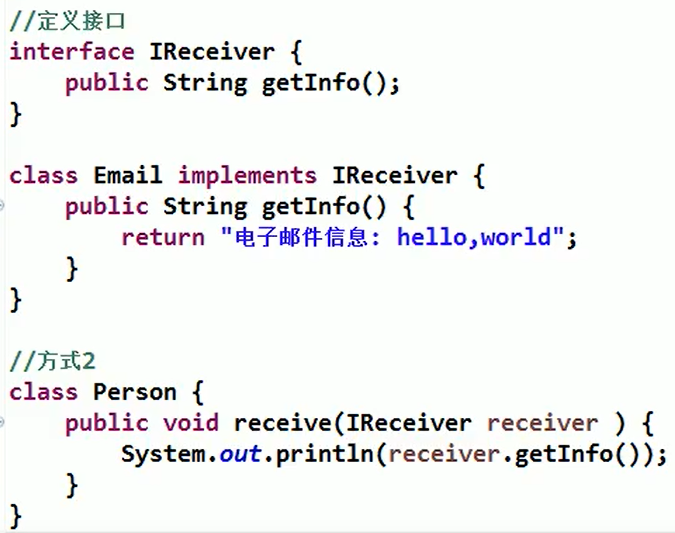 //定义接口
interface IReceiver {
    public String getInfo();
}

class Email implements IReceiver {
    public String getInfo() {
        return "电子邮件信息: hello,world";
    }
}

//方式2
class Person {
    public void receive(IReceiver receiver ) {
        System.out.println(receiver.getInfo());
    }
}